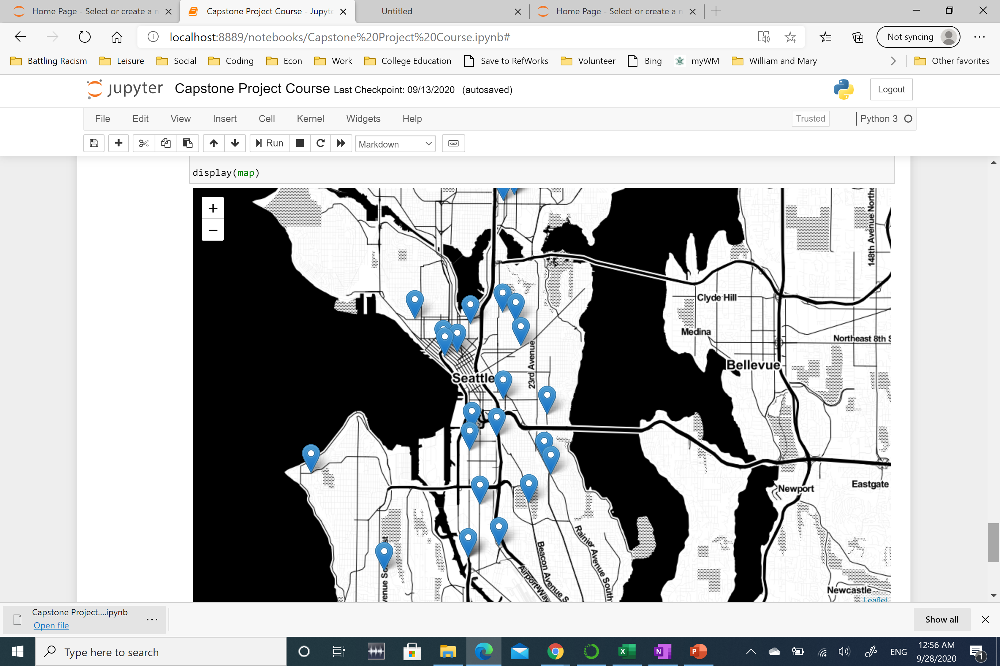 Home Page - Select or create a n
Capstone Project Course - Jupyte
Untitled
Home Page - Select or create a n
localhost:8889/notebooks/Capstone%20Project%20Course.ipynb#
Not syncing
Battling Racism
Leisure
Social
Coding
Econ
Work
College Education
Save to RefWorks
Volunteer
Bing
myWM
William and Mary
Other favorites
jupyter Capstone Project Course Last Checkpoint: 09/13/2020 (autosaved)
Logout
File Edit View Insert Cell Kernel Widgets Help
Trusted
Python 3
Run
Markdown
display(map)
+
−
148th Avenue Northe
Clyde Hill
Medina
Northeast 8th S
Bellevue
23rd Avenue
Seattle
Newport
Eastgate
Rainier Avenue South
Beacon Avenue S
Airport Way
Newcastle
Leaflet
Capstone Project....ipynb
Open file
Show all
Type here to search
X
N
P
ENG
12:56 AM
9/28/2020
1